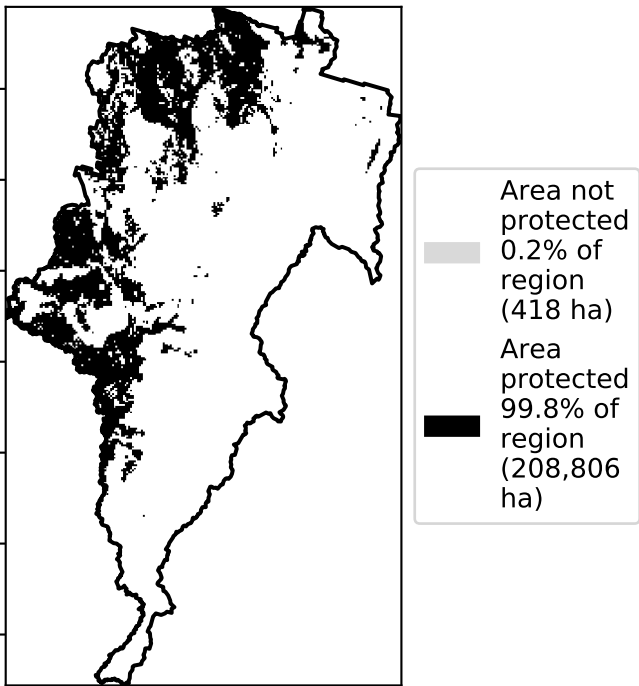 Area not
protected
0.2% of
region
(418 ha)
Area
protected
99.8% of
region
(208,806
ha)